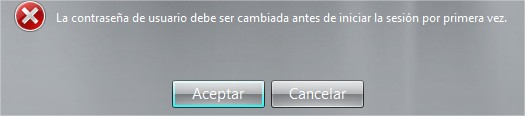 La contraseña de usuario debe ser cambiada antes de iniciar la sesión por primera vez.
Aceptar
Cancelar